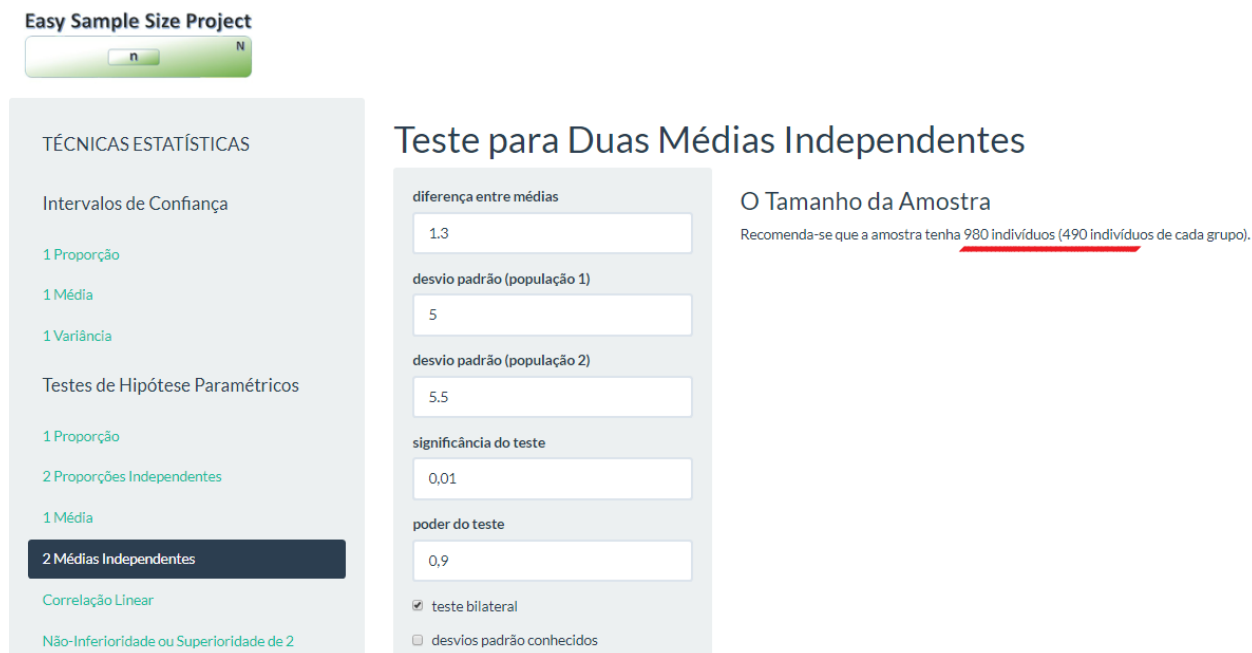 Easy Sample Size Project
n
N
TÉCNICAS ESTATÍSTICAS
Intervalos de Confiança
1 Proporção
1 Média
1 Variância
Testes de Hipótese Paramétricos
1 Proporção
2 Proporções Independentes
1 Média
2 Médias Independentes
Correlação Linear
Não-Inferioridade ou Superioridade de 2
Teste para Duas Médias Independentes
diferença entre médias
1.3
desvio padrão (população 1)
5
desvio padrão (população 2)
5.5
significância do teste
0,01
poder do teste
0,9
teste bilateral
desvios padrão conhecidos
O Tamanho da Amostra
Recomenda-se que a amostra tenha 980 indivíduos (490 indivíduos de cada grupo).